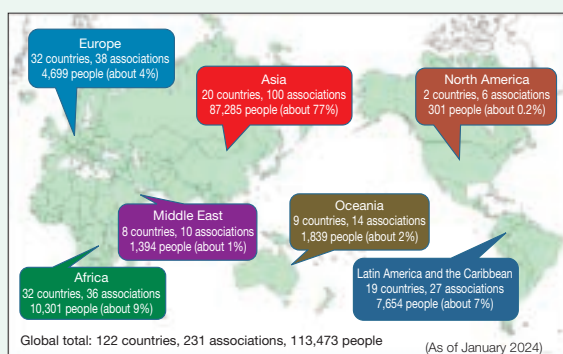 Europe
32 countries, 38 associations
4,699 people (about 4%)
Asia
20 countries, 100 associations
87,285 people (about 77%)
North America
2 countries, 6 associations
301 people (about 0.2%)
Middle East
8 countries, 10 associations
1,394 people (about 1%)
Oceania
9 countries, 14 associations
1,839 people (about 2%)
Africa
32 countries, 36 associations
10,301 people (about 9%)
Latin America and the Caribbean
19 countries, 27 associations
7,654 people (about 7%)
Global total: 122 countries, 231 associations, 113,473 people
(As of January 2024)